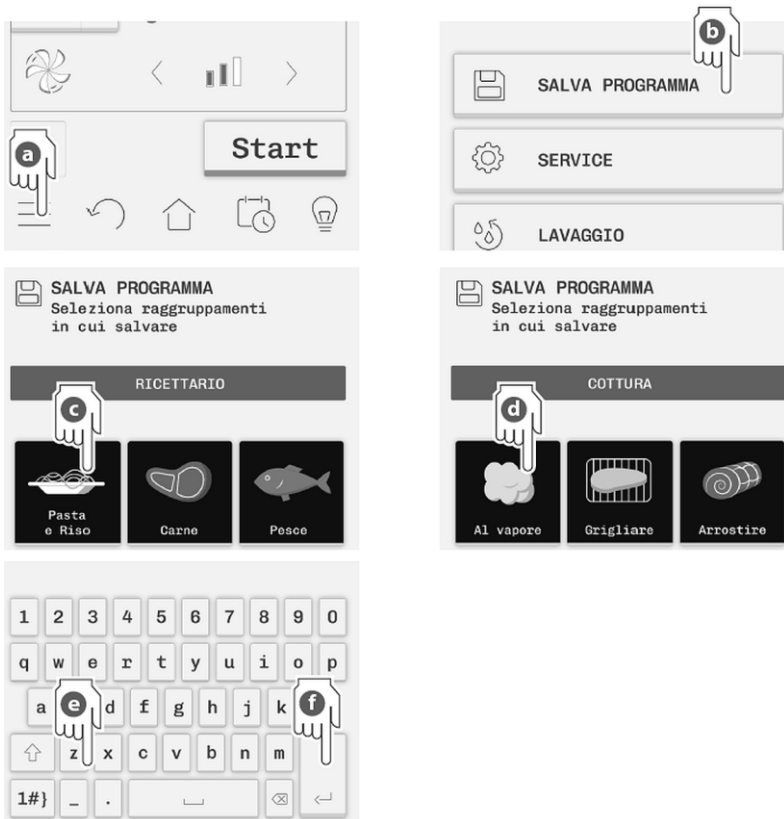 a
Start
b
SALVA PROGRAMMA
SERVICE
LAVAGGIO
SALVA PROGRAMMA
Seleziona raggruppamenti
in cui salvare
RICETTARIO
c
Pasta
e Riso
Carne
Pesce
SALVA PROGRAMMA
Seleziona raggruppamenti
in cui salvare
COTTURA
d
Al vapore
Grigliare
Arrostire
1 2 3 4 5 6 7 8 9 0
q w e r t y u i o p
a e d f g h j k f
z x c v b n m
1#} _ .